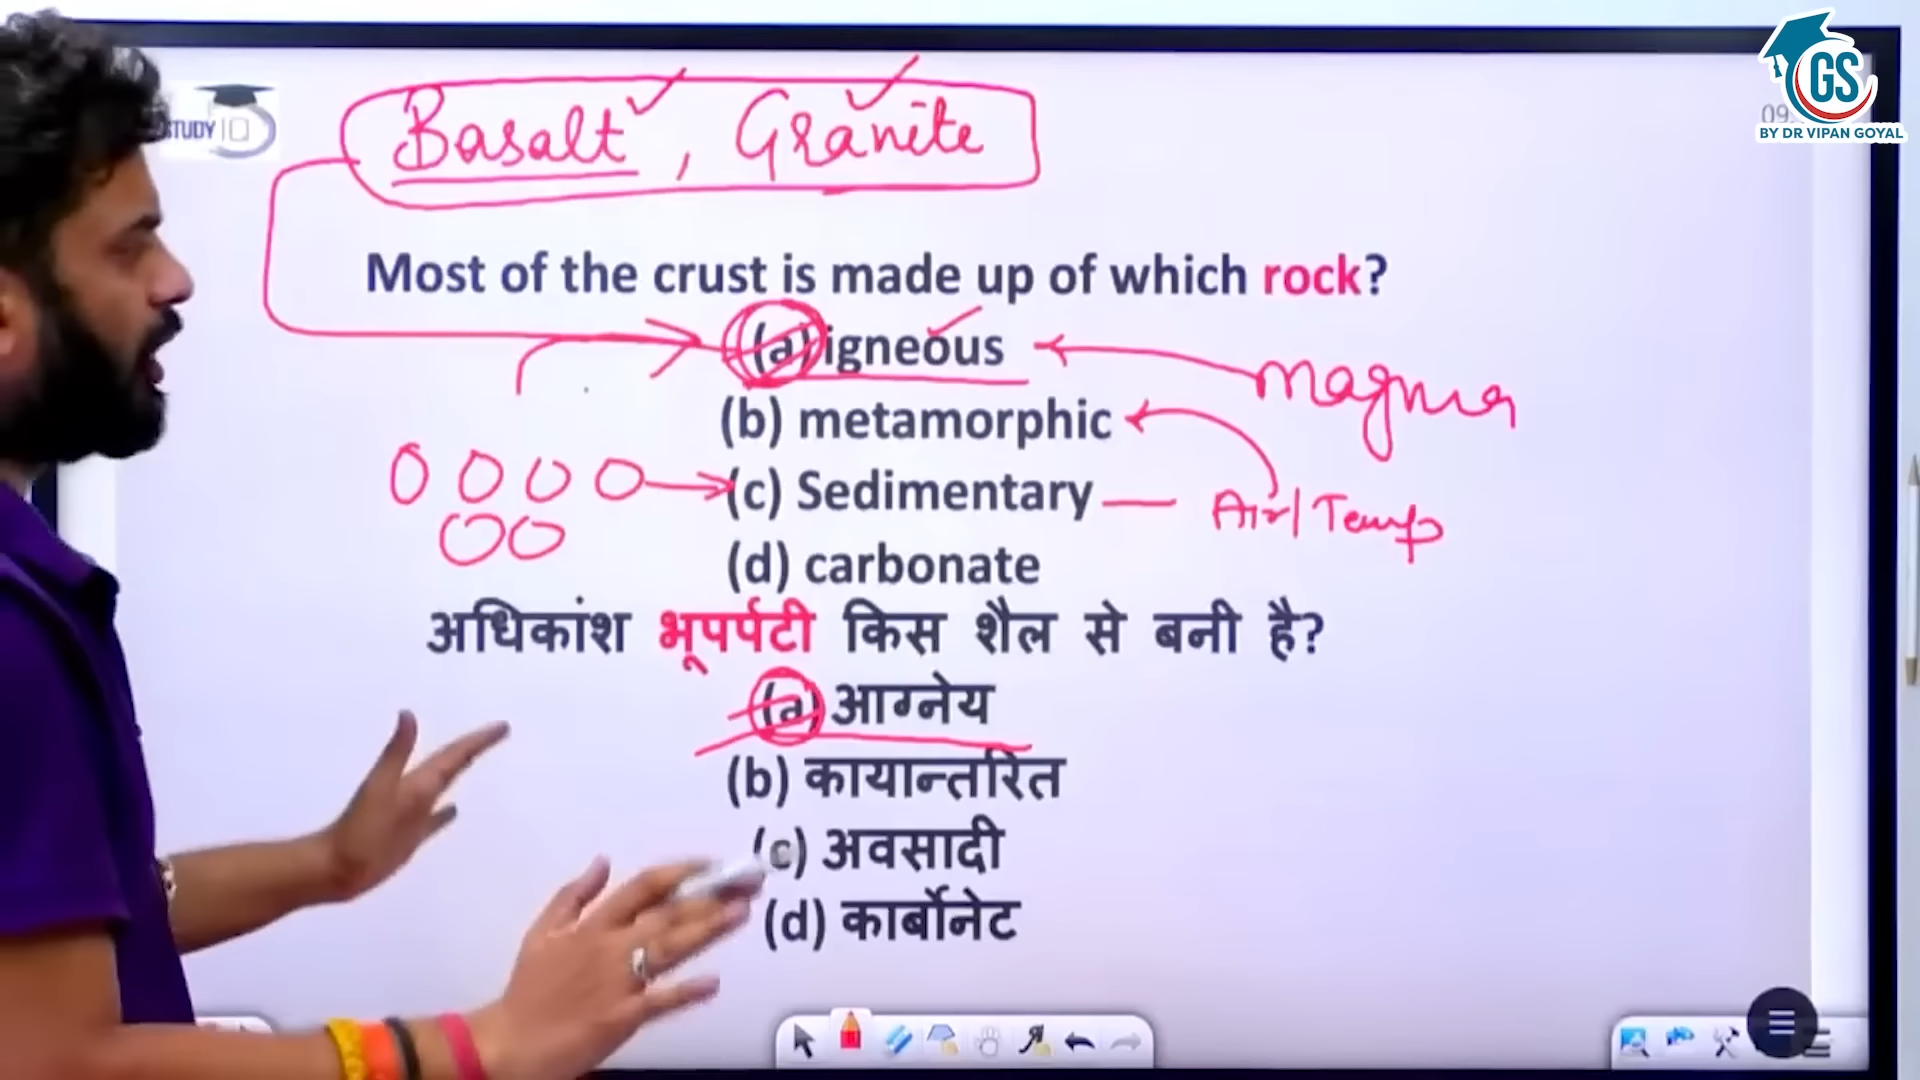 GS
BY DR VIPAN GOYAL
STUDY IQ
09
Basalt, Granite
Most of the crust is made up of which rock?
(a) igneous
Magma
(b) metamorphic
(c) Sedimentary — Air/Temp
(d) carbonate
अधिकांश भूपर्पटी किस शैल से बनी है?
(a) आग्नेय
(b) कायान्तरित
(c) अवसादी
(d) कार्बोनेट